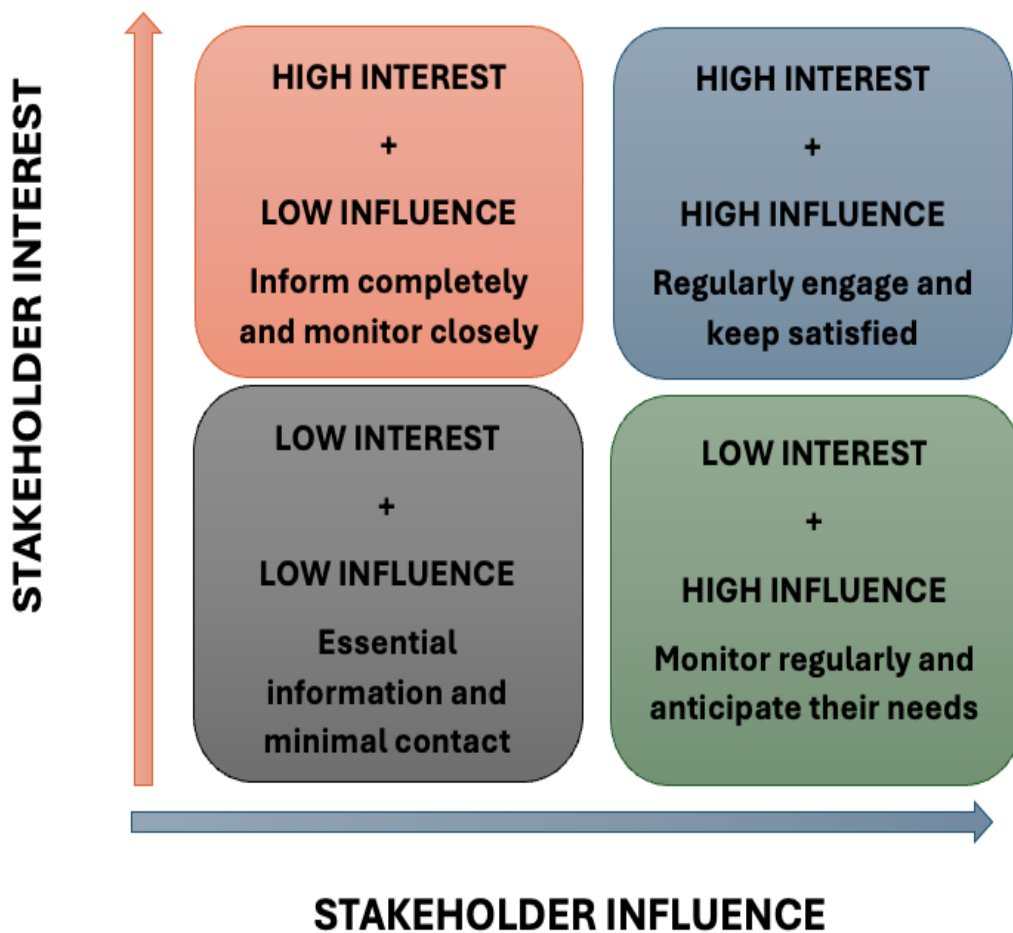 STAKEHOLDER INTEREST
HIGH INTEREST
+
LOW INFLUENCE
Inform completely
and monitor closely
HIGH INTEREST
+
HIGH INFLUENCE
Regularly engage and
keep satisfied
LOW INTEREST
+
LOW INFLUENCE
Essential
information and
minimal contact
LOW INTEREST
+
HIGH INFLUENCE
Monitor regularly and
anticipate their needs
STAKEHOLDER INFLUENCE